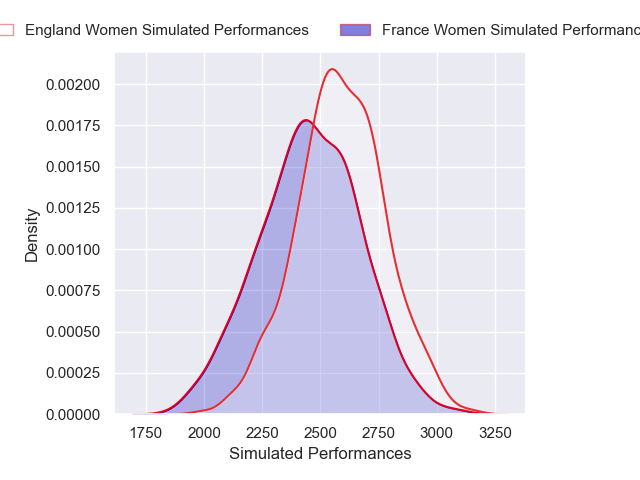 England Women Simulated Performances
France Women Simulated Performanc
0.00200
0.00175
0.00150
0.00125
0.00100
0.00075
0.00050
0.00025
0.00000
Density
1750 2000 2250 2500 2750 3000 3250
Simulated Performances